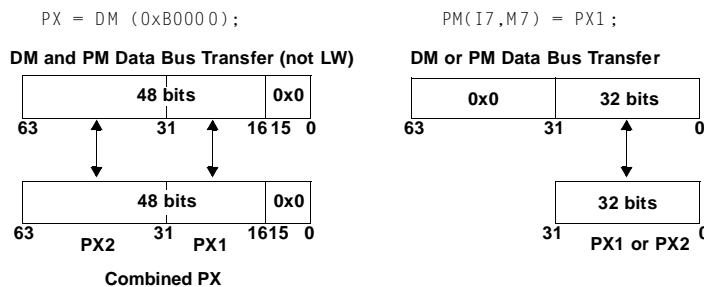 PX = DM (0xB0000);
PM(I7,M7) = PX1;
DM and PM Data Bus Transfer (not LW)
DM or PM Data Bus Transfer
48 bits 0x0
0x0 32 bits
63 31 16 15 0
63 31 0
48 bits 0x0
32 bits
63 PX2 31 PX1 1615 0
31 PX1 or PX2 0
Combined PX